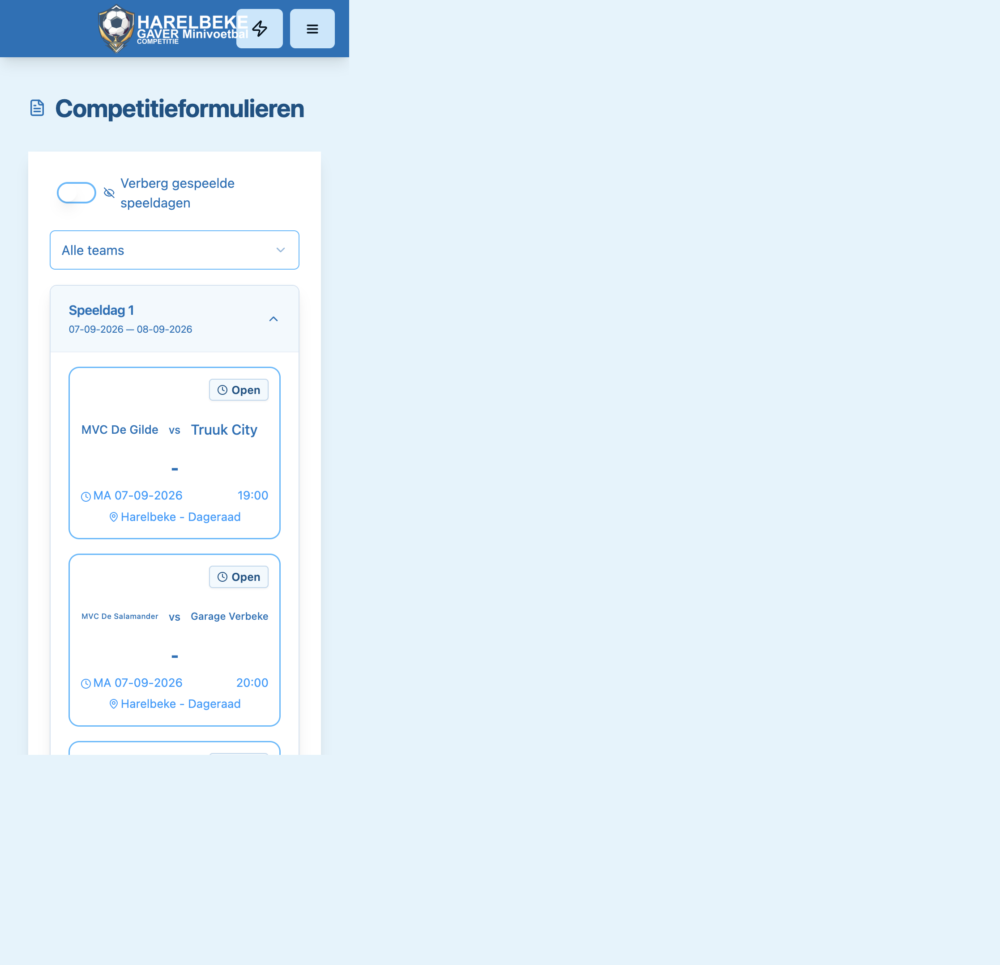 HARELBEKE
GAVER Minivoetbal
COMPETITIE
Competitieformulieren
Verberg gespeelde
speeldagen
Alle teams
Speeldag 1
07-09-2026 — 08-09-2026
Open
MVC De Gilde vs Truuk City
-
MA 07-09-2026 19:00
Harelbeke - Dageraad
Open
MVC De Salamander vs Garage Verbeke
-
MA 07-09-2026 20:00
Harelbeke - Dageraad